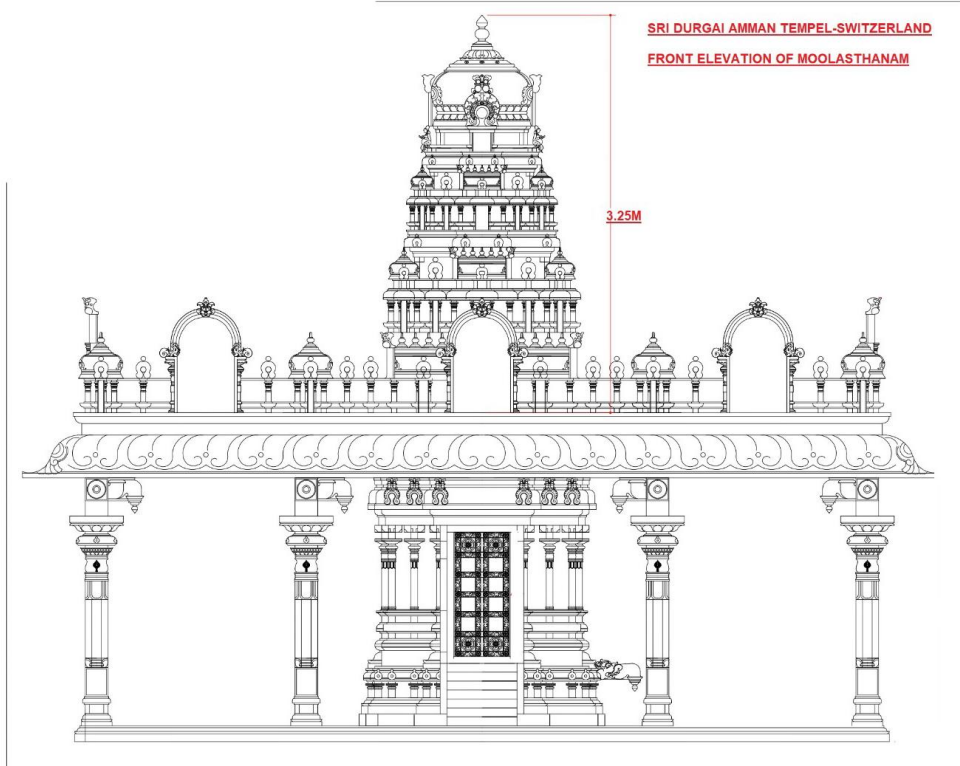 SRI DURGAI AMMAN TEMPEL-SWITZERLAND
FRONT ELEVATION OF MOOLASTHANAM
3.25M